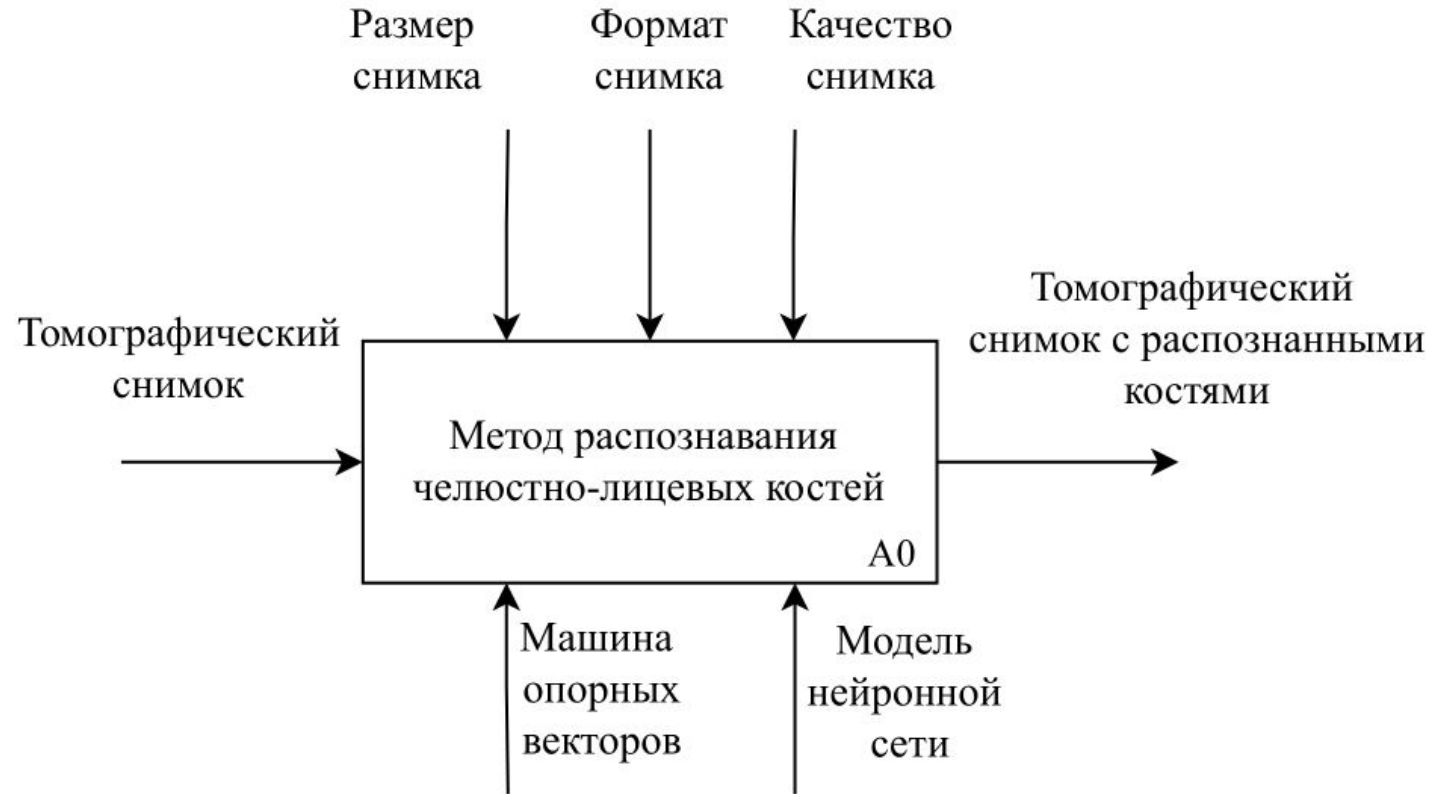 Размер
снимка
Формат
снимка
Качество
снимка
Томографический
снимок
Метод распознавания
челюстно-лицевых костей
А0
Томографический
снимок с распознанными
костями
Машина
опорных
векторов
Модель
нейронной
сети